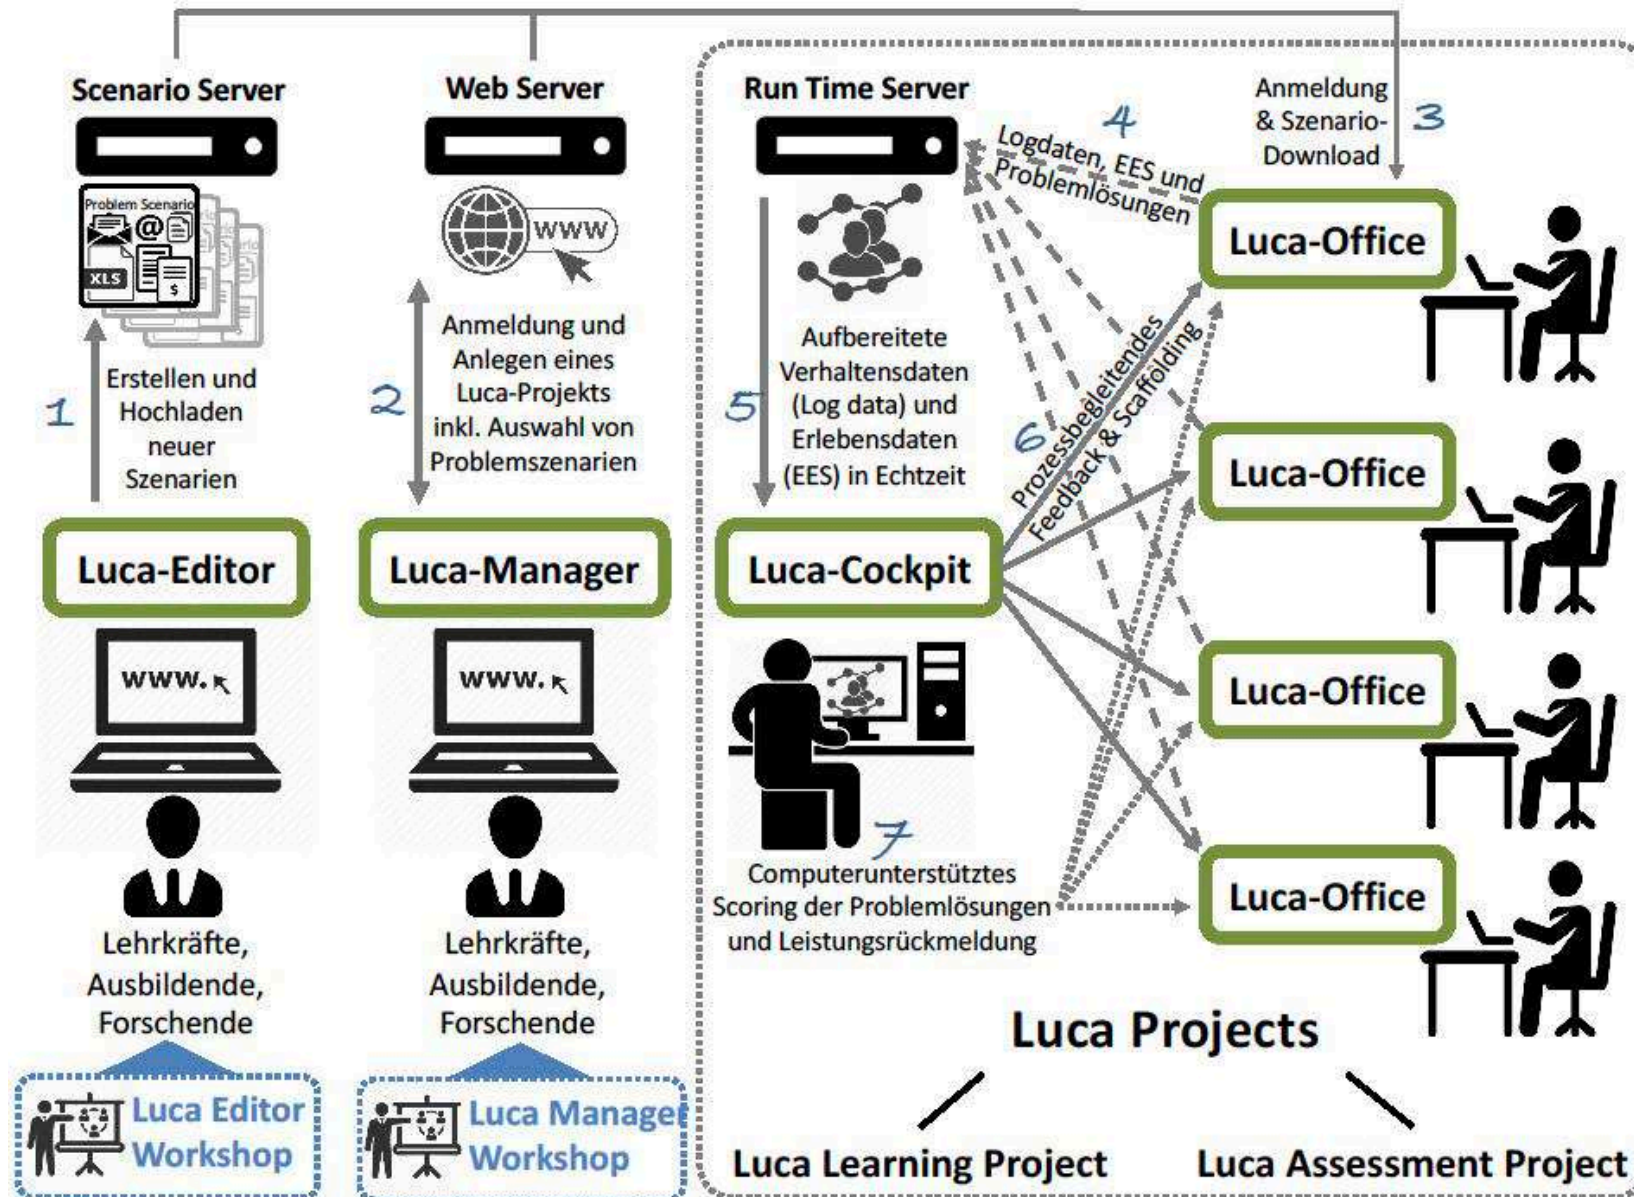 Scenario Server
Problem Scenario
@
XLS
$
1
Erstellen und
Hochladen
neuer
Szenarien
Luca-Editor
www.
Lehrkräfte,
Ausbildende,
Forschende
Luca Editor
Workshop
Web Server
www
2
Anmeldung und
Anlegen eines
Luca-Projekts
inkl. Auswahl von
Problemszenarien
Luca-Manager
www.
Lehrkräfte,
Ausbildende,
Forschende
Luca Manager
Workshop
Run Time Server
5
Aufbereitete
Verhaltensdaten
(Log data) und
Erlebensdaten
(EES) in Echtzeit
Luca-Cockpit
7
Computerunterstütztes
Scoring der Problemlösungen
und Leistungsrückmeldung
4
Logdaten, EES und
Problemlösungen
6
Prozessbegleitendes
Feedback & Scaffolding
Anmeldung
& Szenario-
Download
3
Luca-Office
Luca-Office
Luca-Office
Luca-Office
Luca Projects
Luca Learning Project
Luca Assessment Project